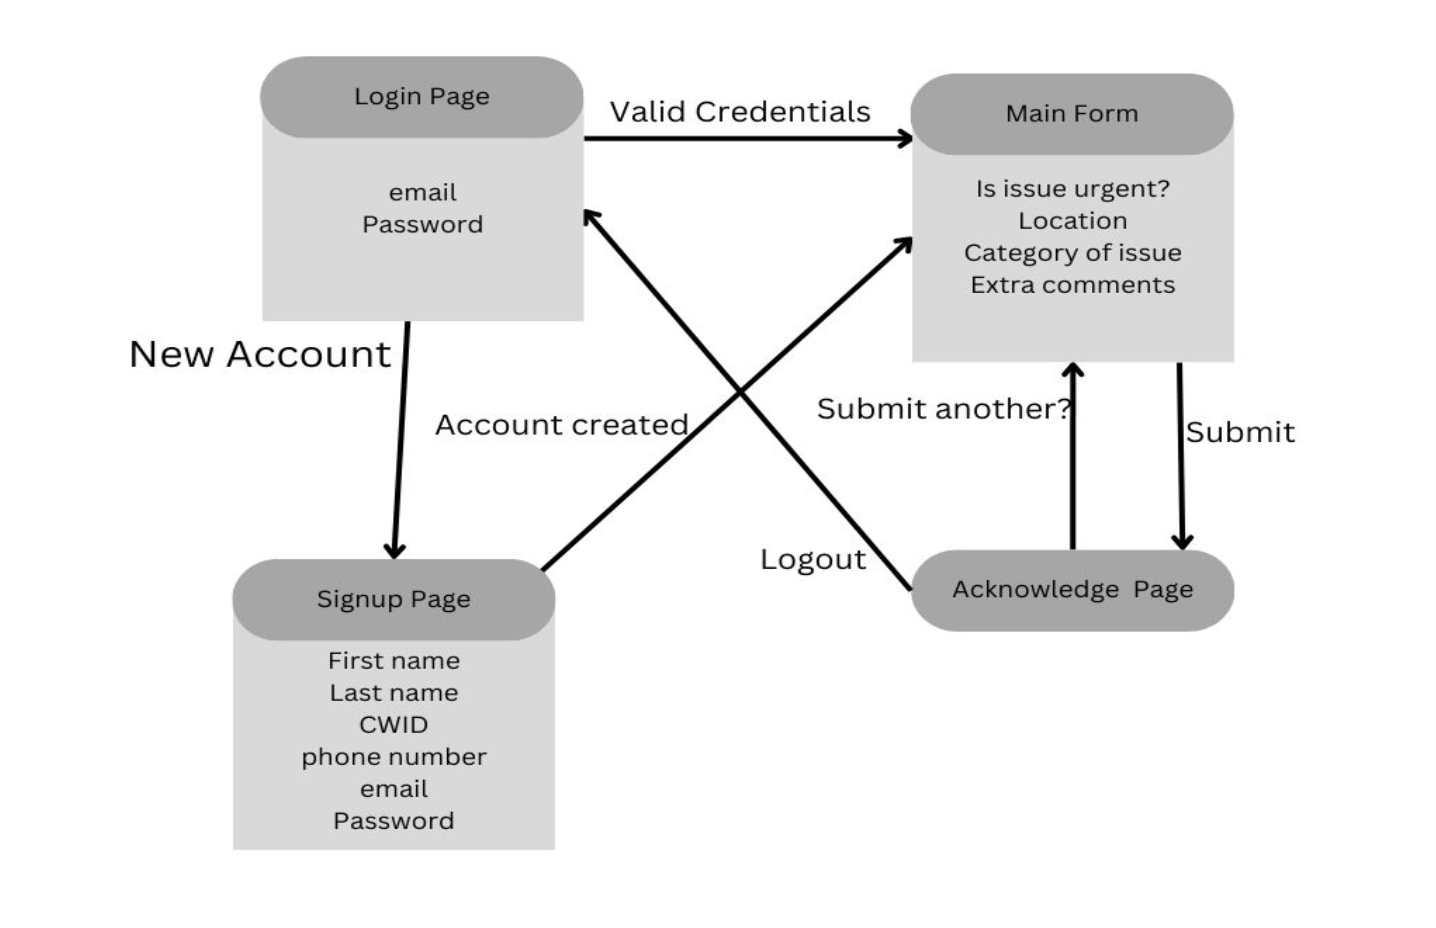 Login Page
email
Password
Valid Credentials
Main Form
Is issue urgent?
Location
Category of issue
Extra comments
New Account
Account created
Submit another?
Submit
Logout
Acknowledge Page
Signup Page
First name
Last name
CWID
phone number
email
Password